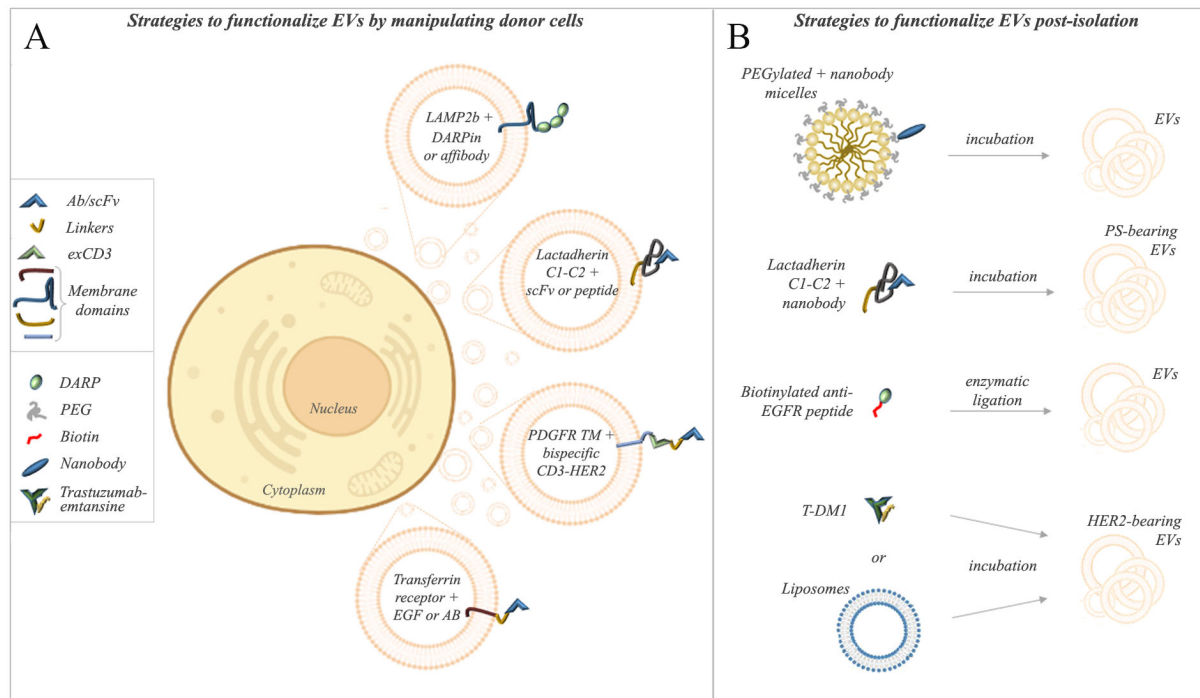 A
Strategies to functionalize EVs by manipulating donor cells
LAMP2b +
DARPin
or affibody
Ab/scFv
Linkers
exCD3
Membrane
domains
DARP
PEG
Biotin
Nanobody
Trastuzumab-
emtansine
Lactadherin
C1-C2 +
scFv or peptide
Nucleus
Cytoplasm
PDGFR TM +
bispecific
CD3-HER2
Transferrin
receptor +
EGF or AB
B
Strategies to functionalize EVs post-isolation
PEGylated + nanobody
micelles
incubation
EVs
Lactadherin
C1-C2 +
nanobody
incubation
PS-bearing
EVs
Biotinylated anti-
EGFR peptide
enzymatic
ligation
EVs
T-DM1
or
Liposomes
incubation
HER2-bearing
EVs